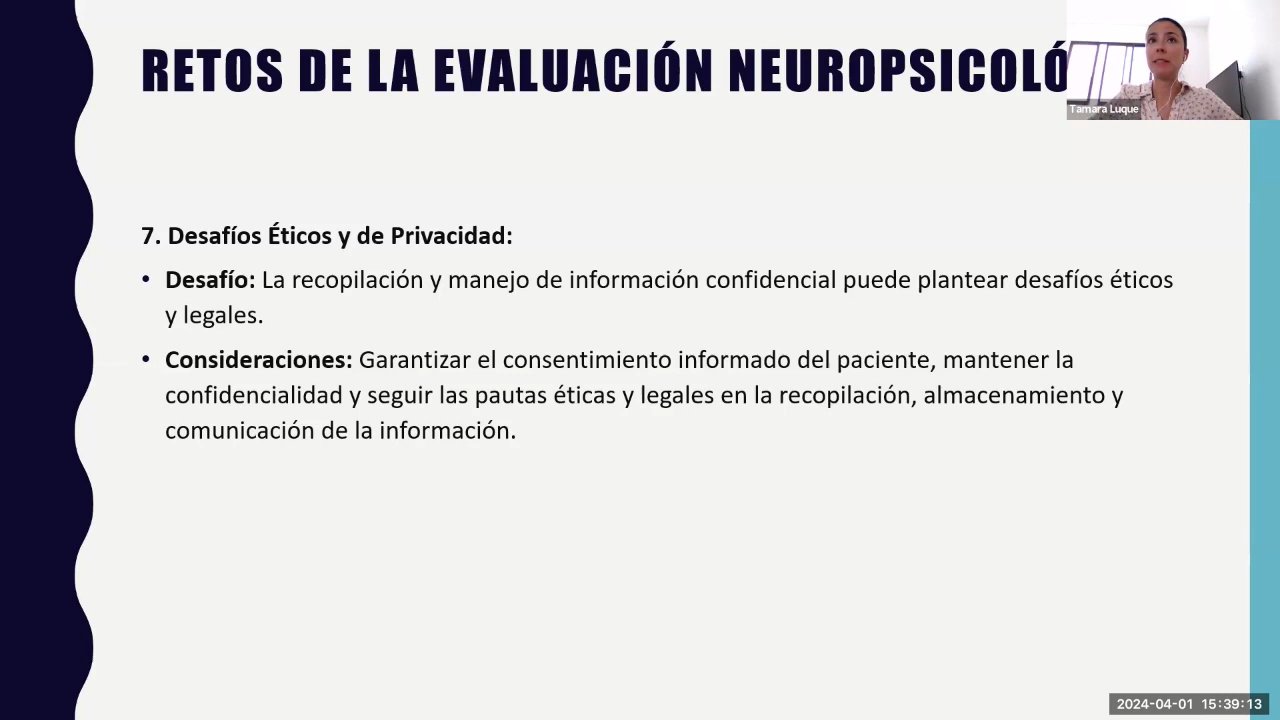 RETOS DE LA EVALUACIÓN NEUROPSICOLÓ
Tamara Luque
7. Desafíos Éticos y de Privacidad:
• Desafío: La recopilación y manejo de información confidencial puede plantear desafíos éticos
y legales.
• Consideraciones: Garantizar el consentimiento informado del paciente, mantener la
confidencialidad y seguir las pautas éticas y legales en la recopilación, almacenamiento y
comunicación de la información.
2024-04-01 15:39:13